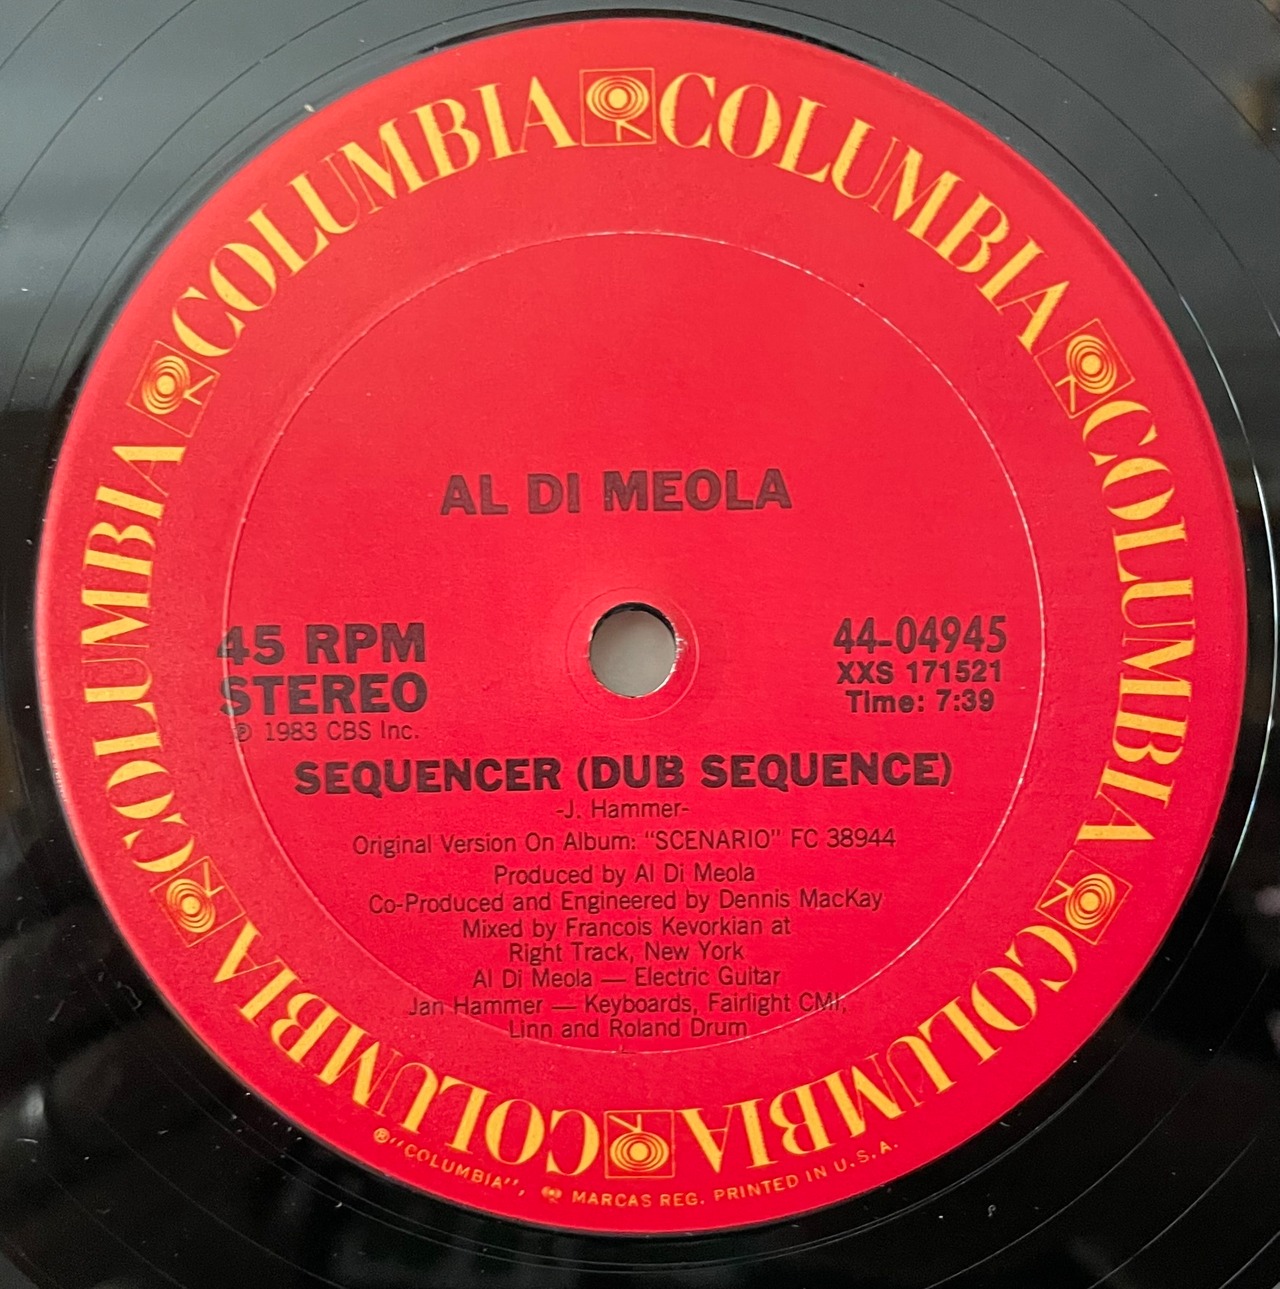 COLUMBIA COLUMBIA COLUMBIA COLUMBIA COLUMBIA COLUMBIA
AL DI MEOLA
45 RPM
STEREO
℗ 1983 CBS Inc.
44-04945
XXS 171521
Time: 7:39
SEQUENCER (DUB SEQUENCE)
-J. Hammer-
Original Version On Album: "SCENARIO" FC 38944
Produced by Al Di Meola
Co-Produced and Engineered by Dennis MacKay
Mixed by Francois Kevorkian at
Right Track, New York
Al Di Meola — Electric Guitar
Jan Hammer — Keyboards, Fairlight CMI,
Linn and Roland Drum
®"COLUMBIA", MARCAS REG. PRINTED IN U.S.A.